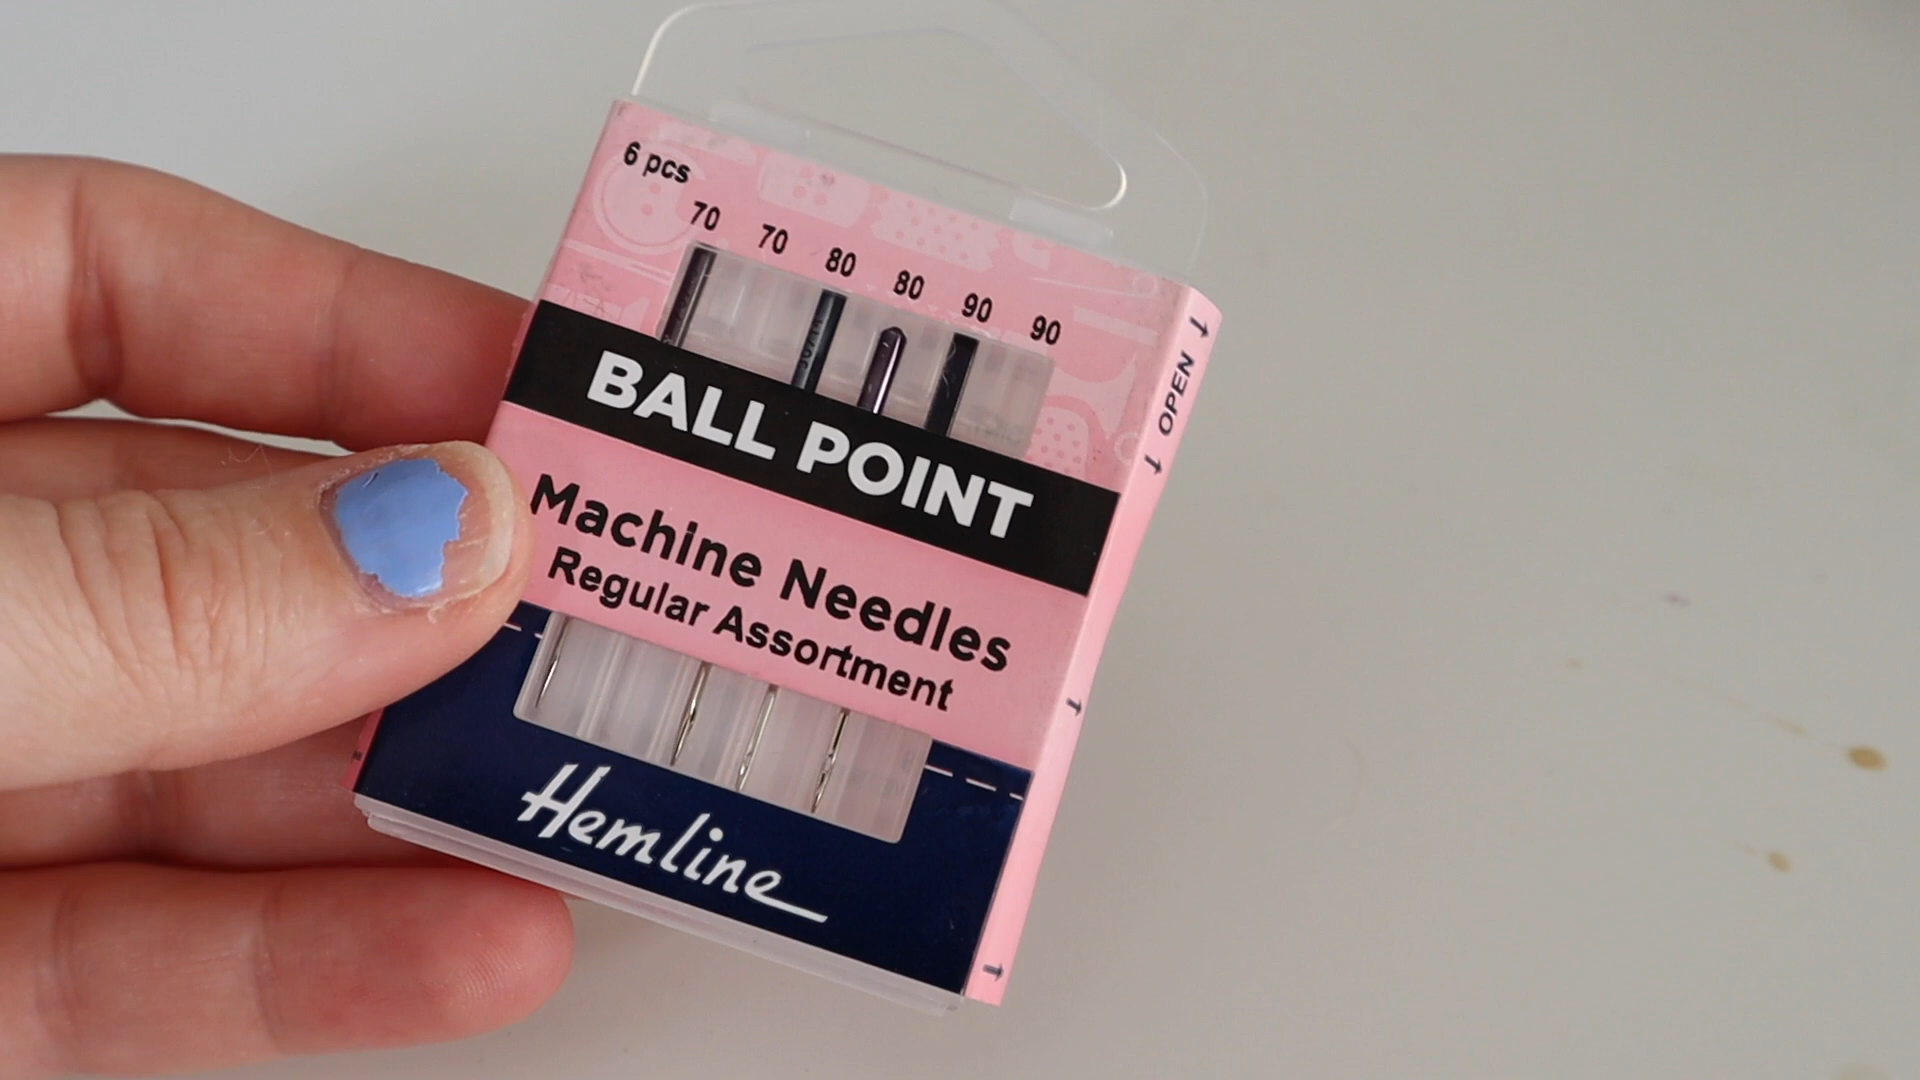 6 pcs
70 70 80 80 90 90
BALL POINT
OPEN
Machine Needles
Regular Assortment
Hemline